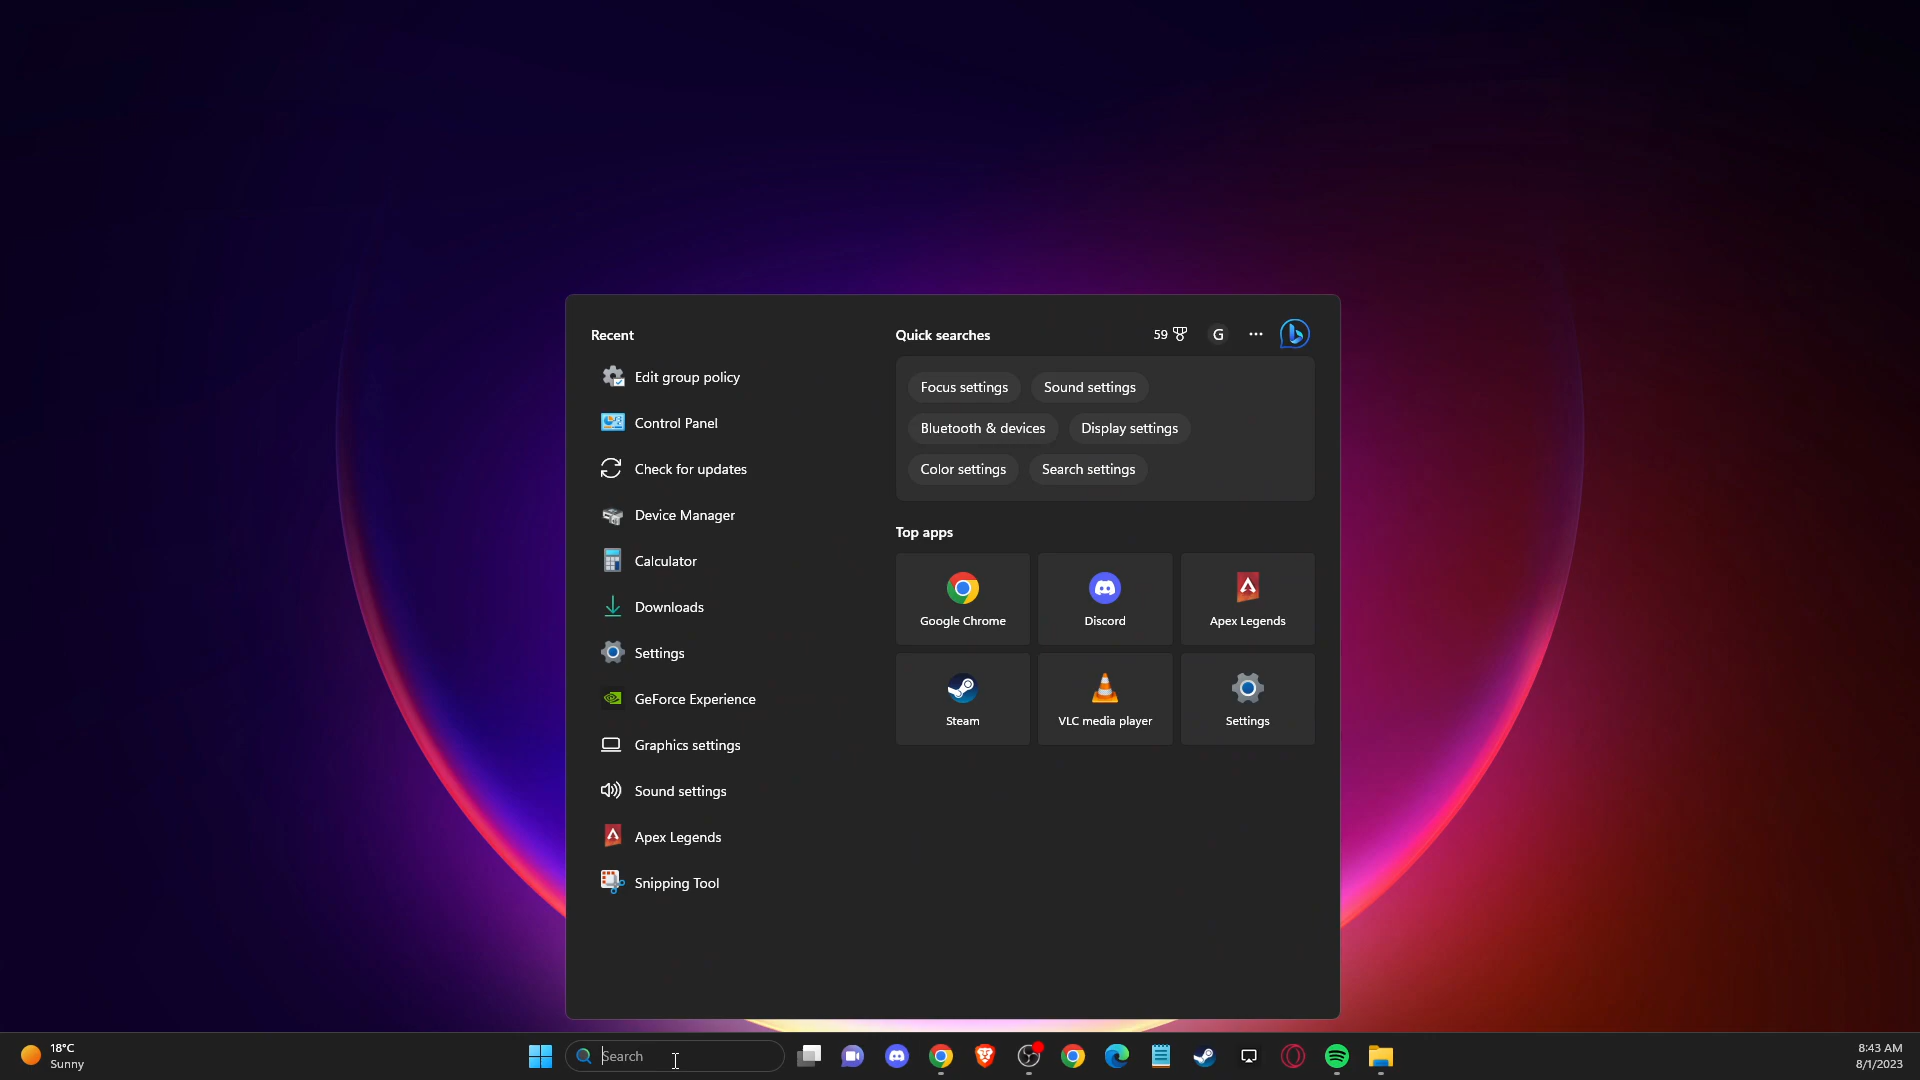 Recent
Edit group policy
Control Panel
Check for updates
Device Manager
Calculator
Downloads
Settings
GeForce Experience
Graphics settings
Sound settings
Apex Legends
Snipping Tool
Quick searches
59
G
Focus settings
Sound settings
Bluetooth & devices
Display settings
Color settings
Search settings
Top apps
Google Chrome
Discord
Apex Legends
Steam
VLC media player
Settings
18°C
Sunny
Search
8:43 AM
8/1/2023